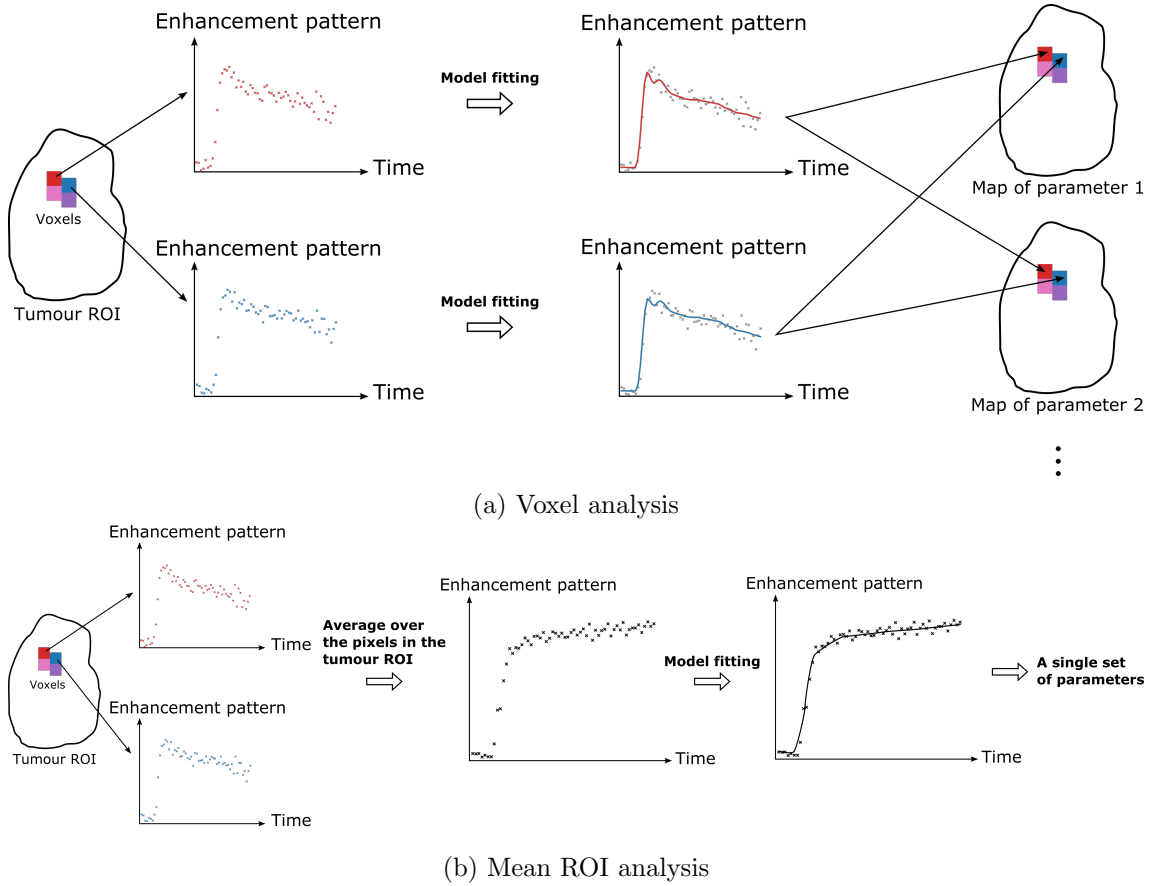 Enhancement pattern
Time
Model fitting
Enhancement pattern
Time
Map of parameter 1
Voxels
Tumour ROI
Enhancement pattern
Time
Model fitting
Enhancement pattern
Time
Map of parameter 2
(a) Voxel analysis
Enhancement pattern
Time
Voxels
Tumour ROI
Enhancement pattern
Time
Average over
the pixels in the
tumour ROI
Enhancement pattern
Time
Model fitting
Enhancement pattern
Time
A single set
of parameters
(b) Mean ROI analysis